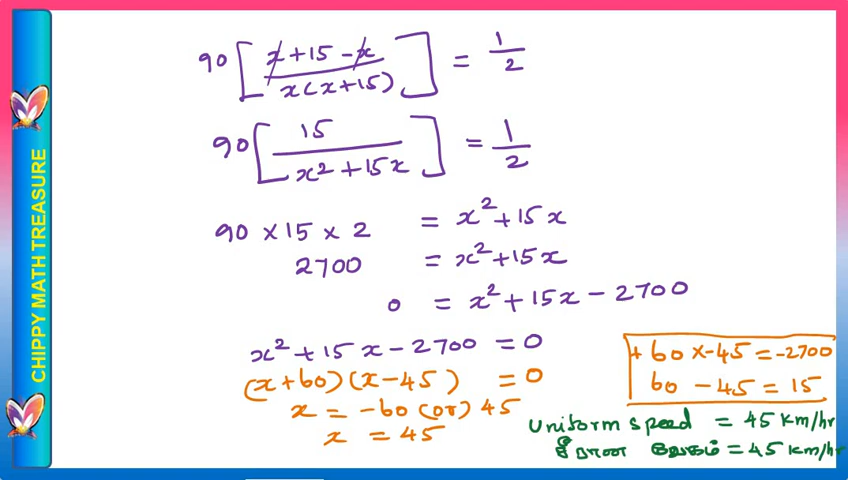 CHIPPY MATH TREASURE
90 [ (x + 15 - x) / (x(x+15)) ] = 1/2
90 [ 15 / (x² + 15x) ] = 1/2
90 × 15 × 2 = x² + 15x
2700 = x² + 15x
0 = x² + 15x - 2700
x² + 15x - 2700 = 0
(x+60)(x-45) = 0
x = -60 (or) 45
x = 45
+60 × -45 = -2700
60 - 45 = 15
Uniform speed = 45 km/hr
சீரான வேகம் = 45 km/hr